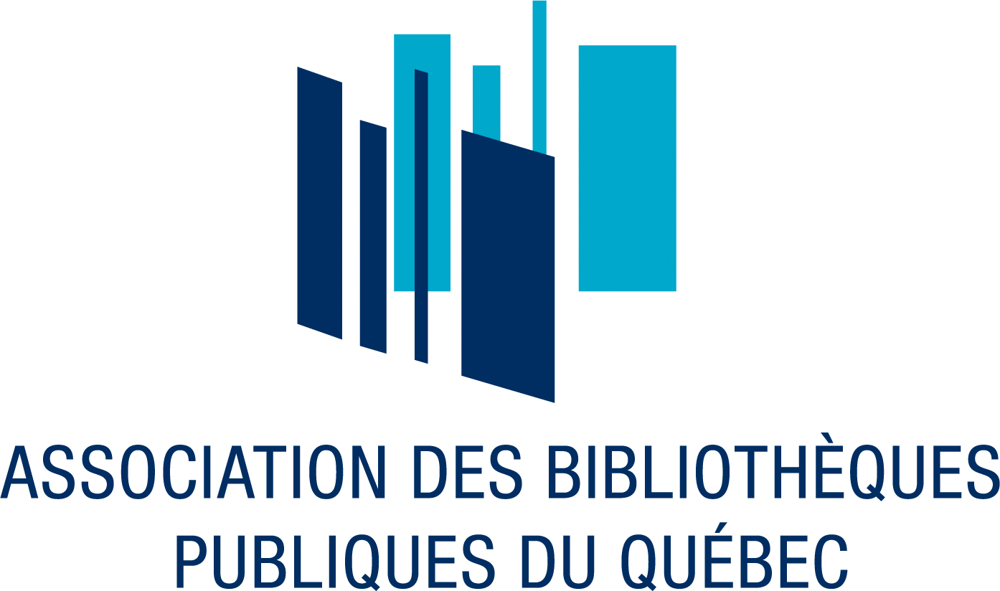 ASSOCIATION DES BIBLIOTHÈQUES
PUBLIQUES DU QUÉBEC